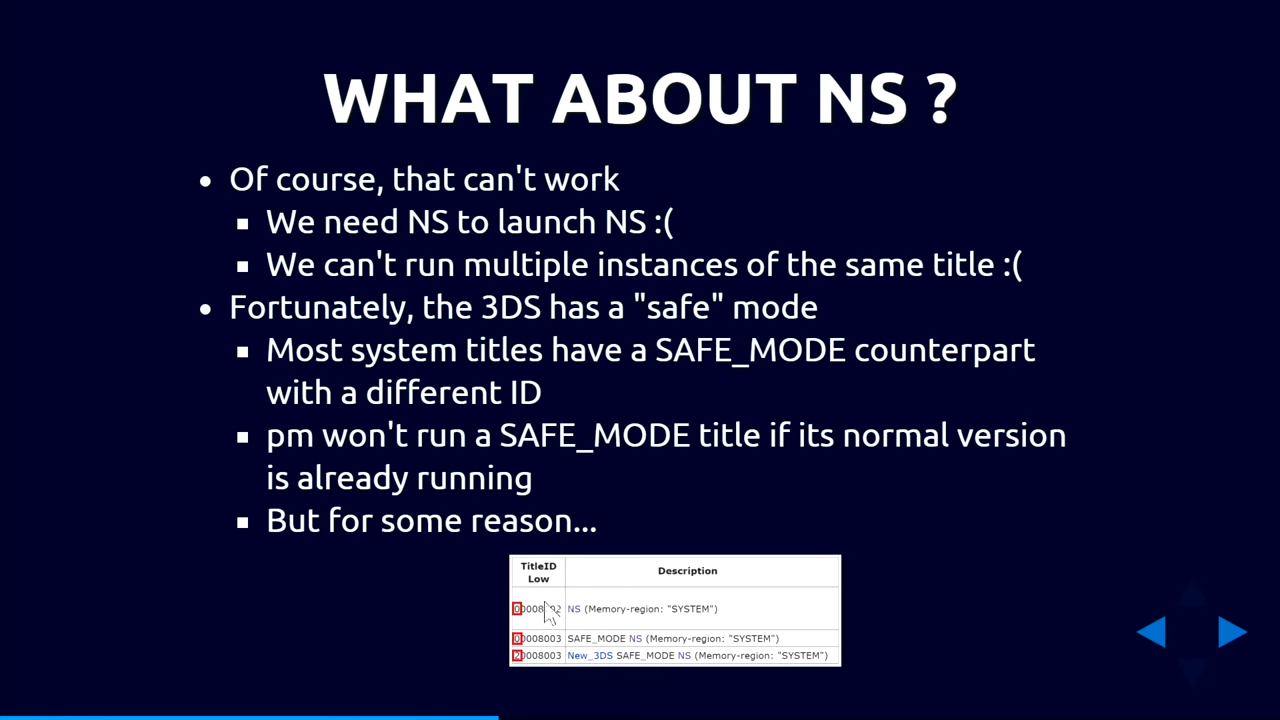 WHAT ABOUT NS ?
Of course, that can't work
We need NS to launch NS :(
We can't run multiple instances of the same title :(
Fortunately, the 3DS has a "safe" mode
Most system titles have a SAFE_MODE counterpart
with a different ID
pm won't run a SAFE_MODE title if its normal version
is already running
But for some reason...
TitleID
Low
Description
NS (Memory-region: "SYSTEM")
00008003 SAFE_MODE NS (Memory-region: "SYSTEM")
20008003 New_3DS SAFE_MODE NS (Memory-region: "SYSTEM")